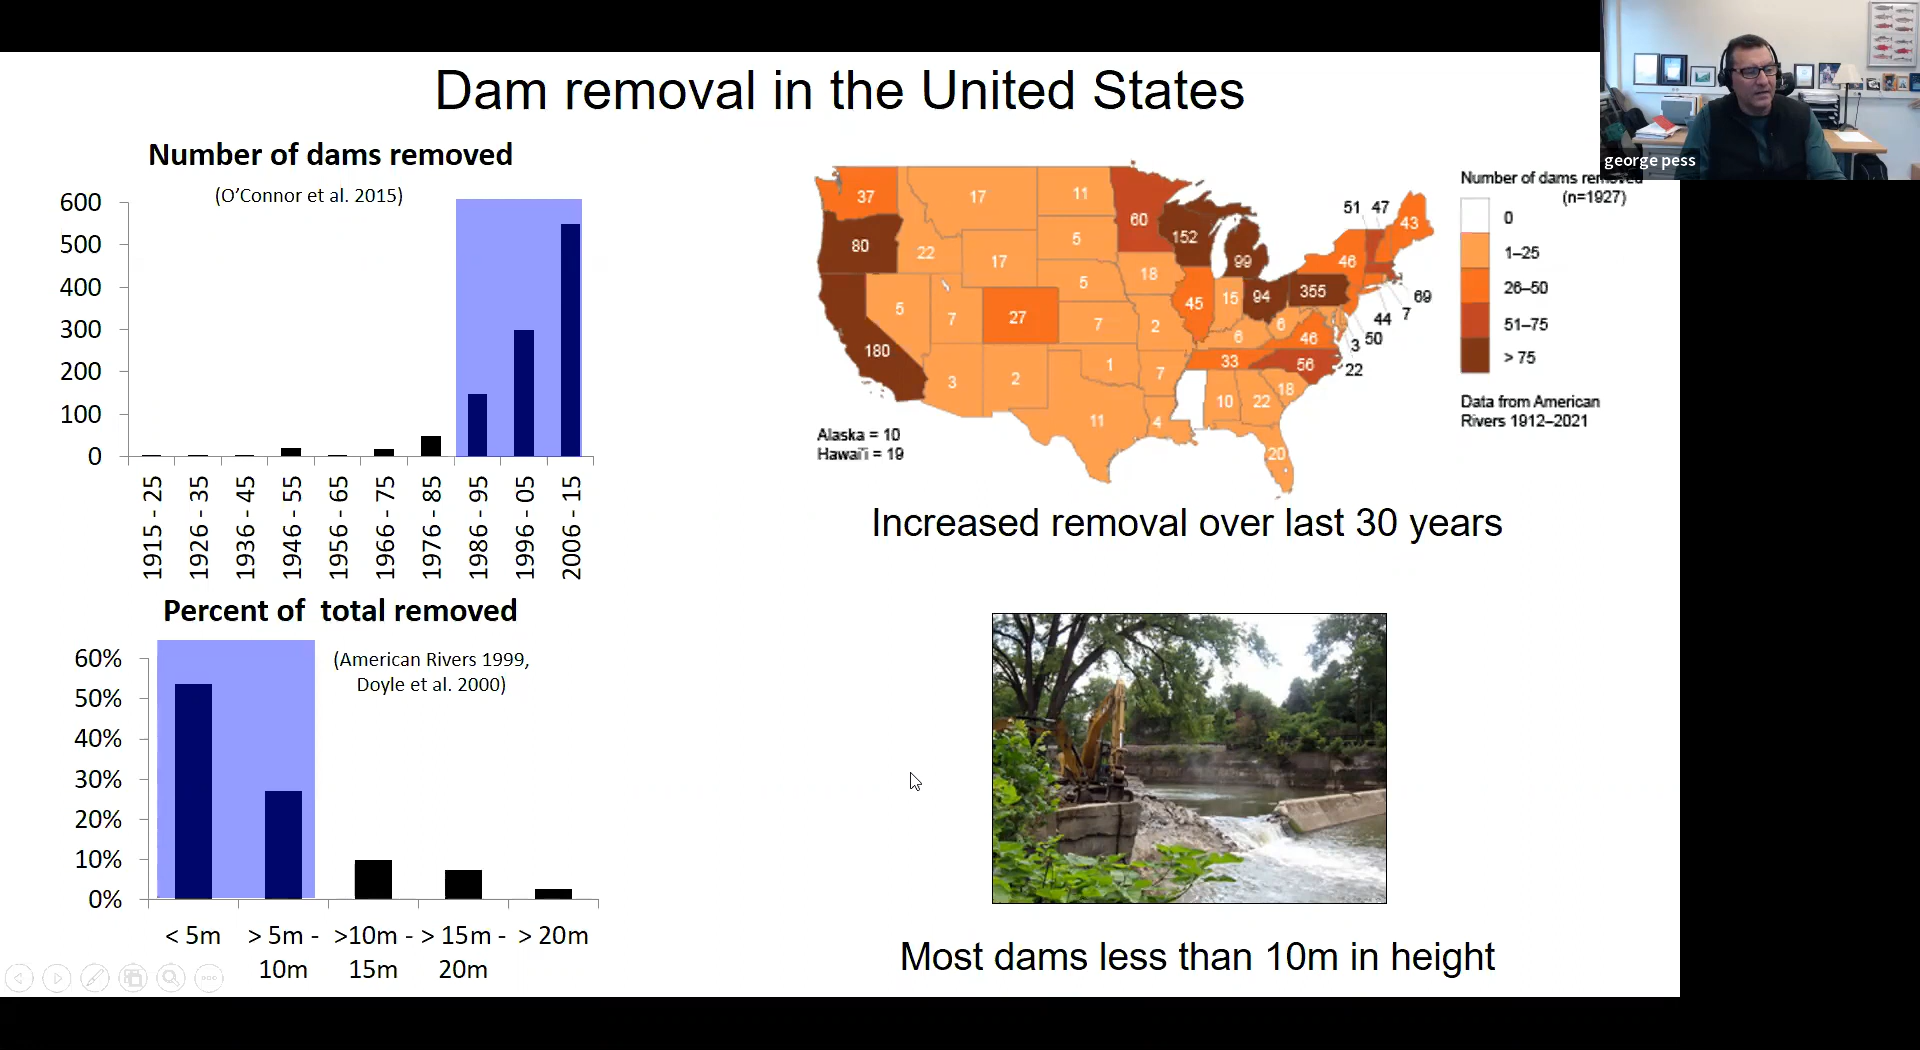 Dam removal in the United States
george pess
Number of dams removed
(O'Connor et al. 2015)
600
500
400
300
200
100
0
1915 - 25
1926 - 35
1936 - 45
1946 - 55
1956 - 65
1966 - 75
1976 - 85
1986 - 95
1996 - 05
2006 - 15
37
17
11
60
152
99
51
47
43
80
22
17
5
18
46
5
5
7
27
7
2
45
15
94
355
69
7
44
50
3
22
6
6
46
180
3
2
1
7
33
56
18
11
4
10
22
20
Alaska = 10
Hawai'i = 19
Number of dams removed
(n=1927)
0
1–25
26–50
51–75
> 75
Data from American
Rivers 1912–2021
Increased removal over last 30 years
Percent of total removed
(American Rivers 1999,
Doyle et al. 2000)
60%
50%
40%
30%
20%
10%
0%
< 5m
> 5m -
10m
>10m -
15m
> 15m -
20m
> 20m
Most dams less than 10m in height